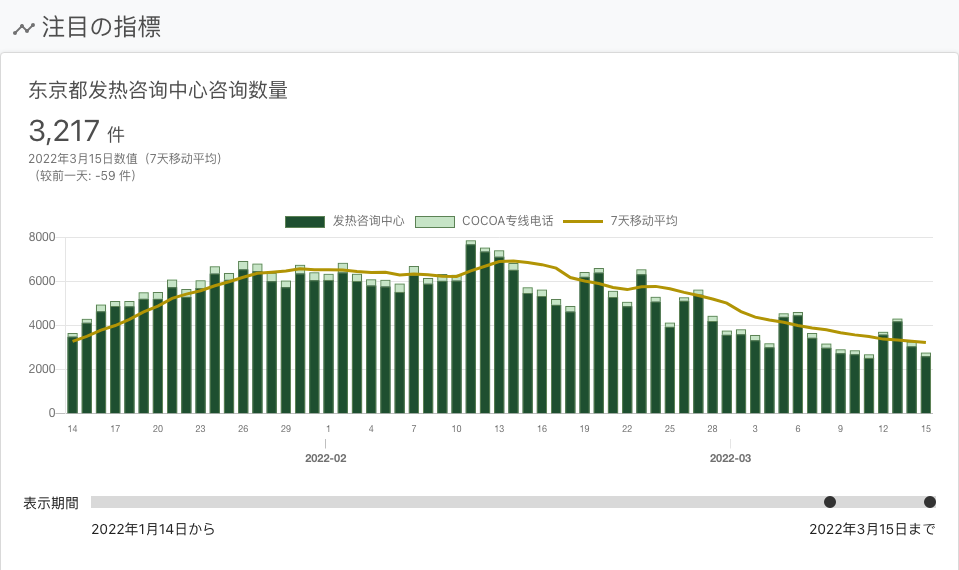 注目の指標
东京都发热咨询中心咨询数量
3,217 件
2022年3月15日数值（7天移动平均）
（较前一天: -59 件）
发热咨询中心 COCOA专线电话 7天移动平均
8000
6000
4000
2000
0
14 17 20 23 26 29 1 4 7 10 13 16 19 22 25 28 3 6 9 12 15
2022-02 2022-03
表示期間
2022年1月14日から 2022年3月15日まで